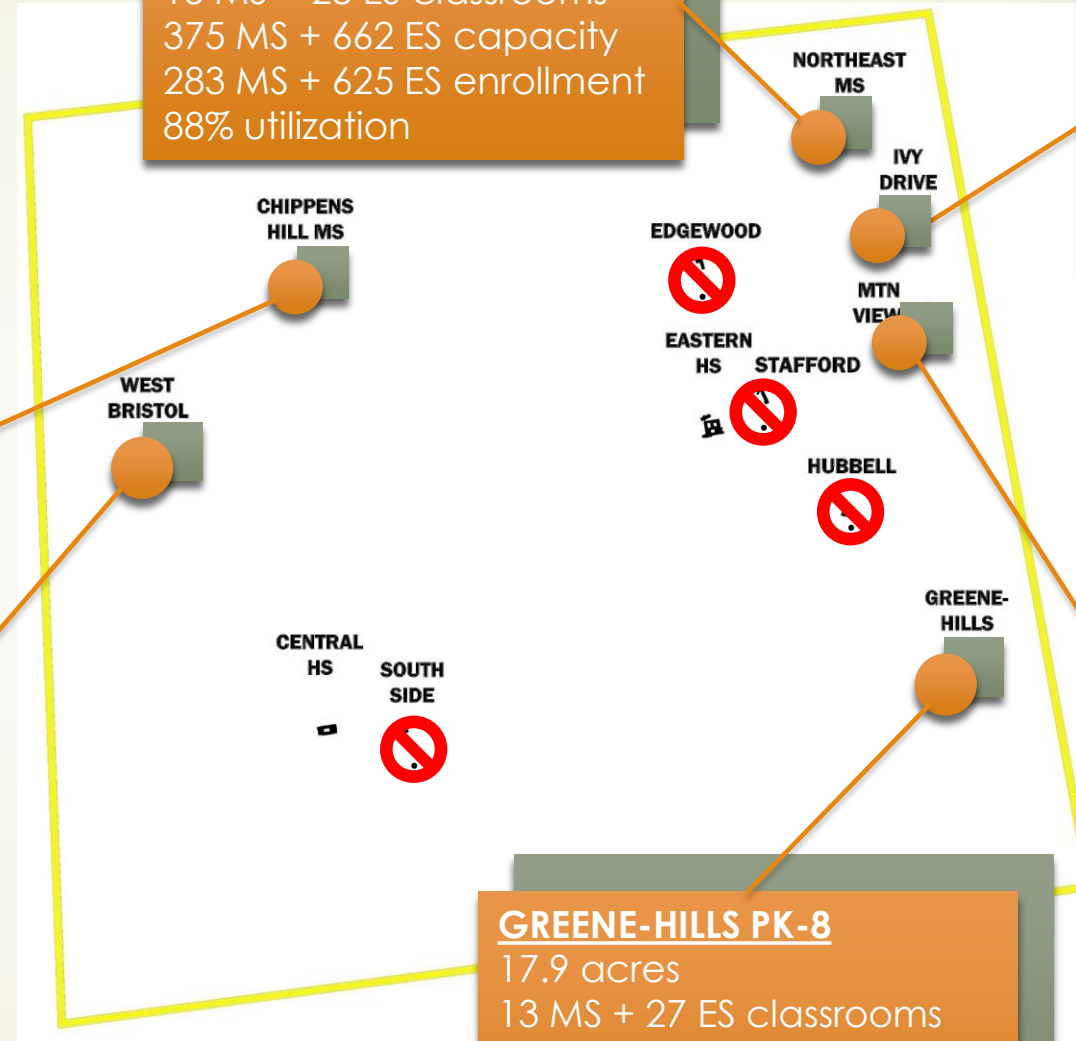 375 MS + 662 ES capacity
283 MS + 625 ES enrollment
88% utilization
NORTHEAST
MS
IVY
DRIVE
CHIPPENS
HILL MS
EDGEWOOD
MTN
VIEW
EASTERN
HS
STAFFORD
WEST
BRISTOL
HUBBELL
GREENE-
HILLS
CENTRAL
HS
SOUTH
SIDE
GREENE-HILLS PK-8
17.9 acres
13 MS + 27 ES classrooms